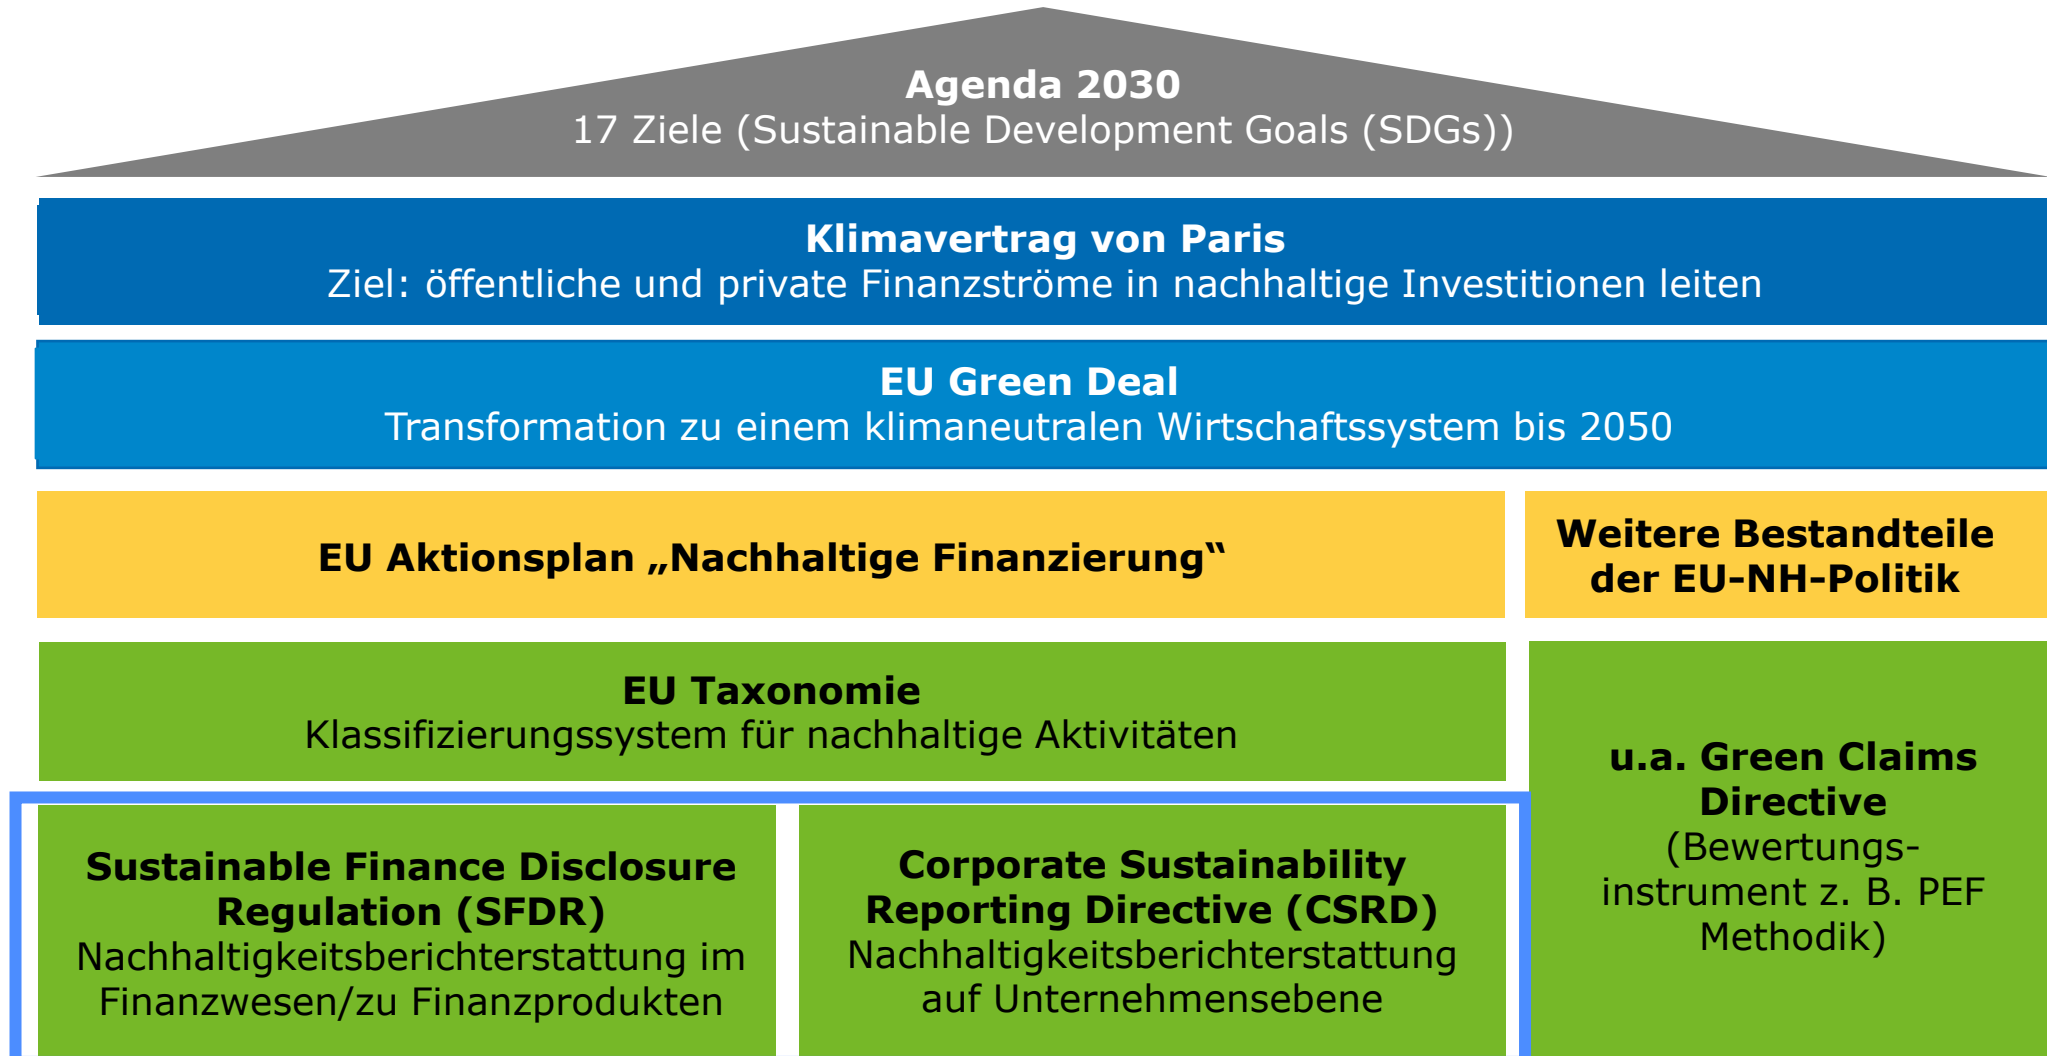 Agenda 2030
17 Ziele (Sustainable Development Goals (SDGs))
Klimavertrag von Paris
Ziel: öffentliche und private Finanzströme in nachhaltige Investitionen leiten
EU Green Deal
Transformation zu einem klimaneutralen Wirtschaftssystem bis 2050
EU Aktionsplan „Nachhaltige Finanzierung“
Weitere Bestandteile
der EU-NH-Politik
EU Taxonomie
Klassifizierungssystem für nachhaltige Aktivitäten
Sustainable Finance Disclosure
Regulation (SFDR)
Nachhaltigkeitsberichterstattung im
Finanzwesen/zu Finanzprodukten
Corporate Sustainability
Reporting Directive (CSRD)
Nachhaltigkeitsberichterstattung
auf Unternehmensebene
u.a. Green Claims
Directive
(Bewertungs-
instrument z. B. PEF
Methodik)